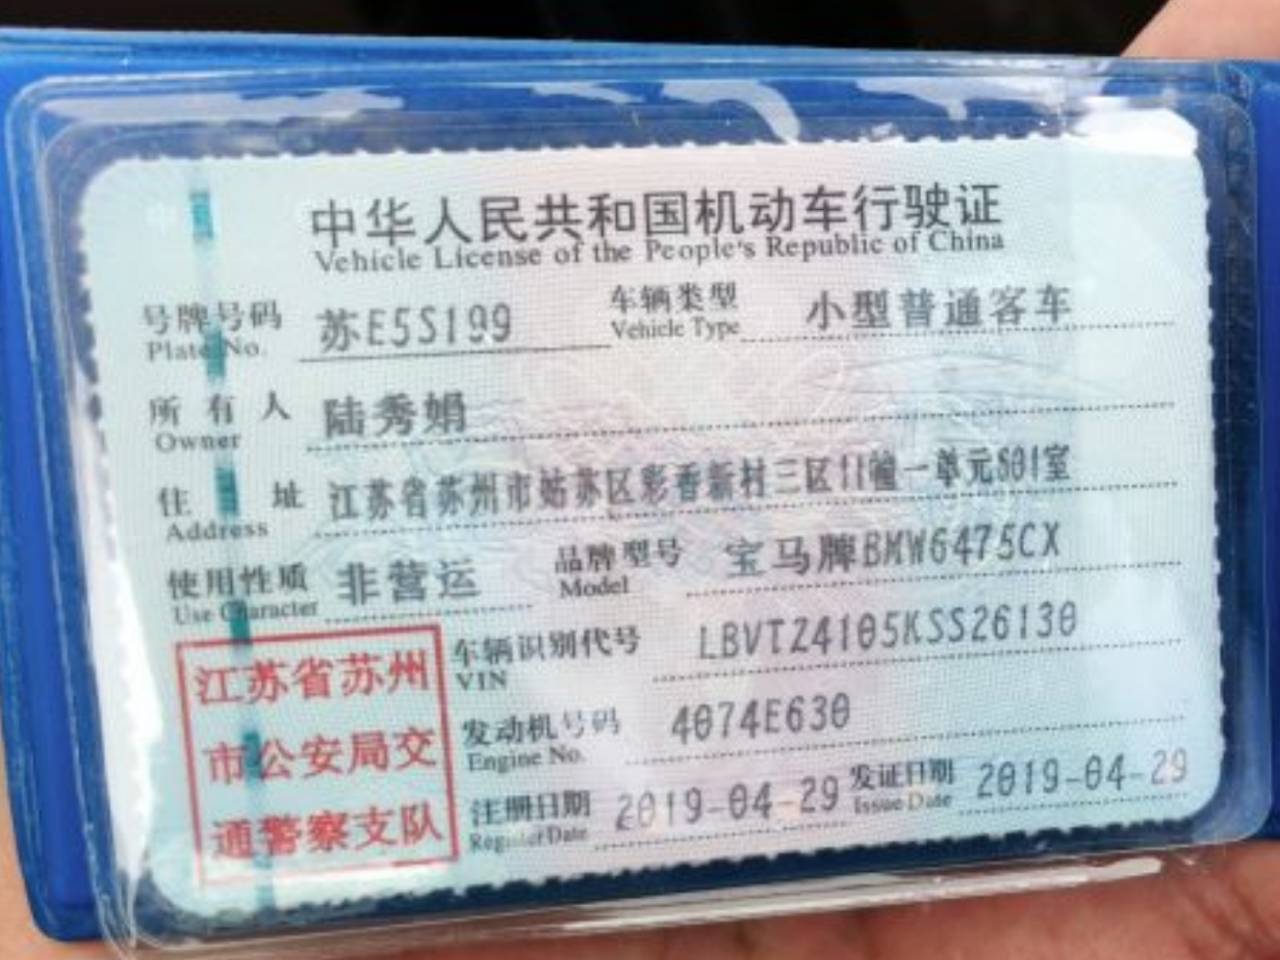 中华人民共和国机动车行驶证
Vehicle License of the People's Republic of China
号牌号码 苏E5S199 车辆类型 小型普通客车
Plate No. Vehicle Type
所有人 陆秀娟
Owner
住址 江苏省苏州市姑苏区彩香新村三区11幢一单元501室
Address
使用性质 非营运 品牌型号 宝马牌BMW6475CX
Use Character Model
车辆识别代号 LBVTZ4105KSS26130
VIN
发动机号码 4074E630
Engine No.
注册日期 2019-04-29 发证日期 2019-04-29
Register Date Issue Date
江苏省苏州
市公安局交
通警察支队